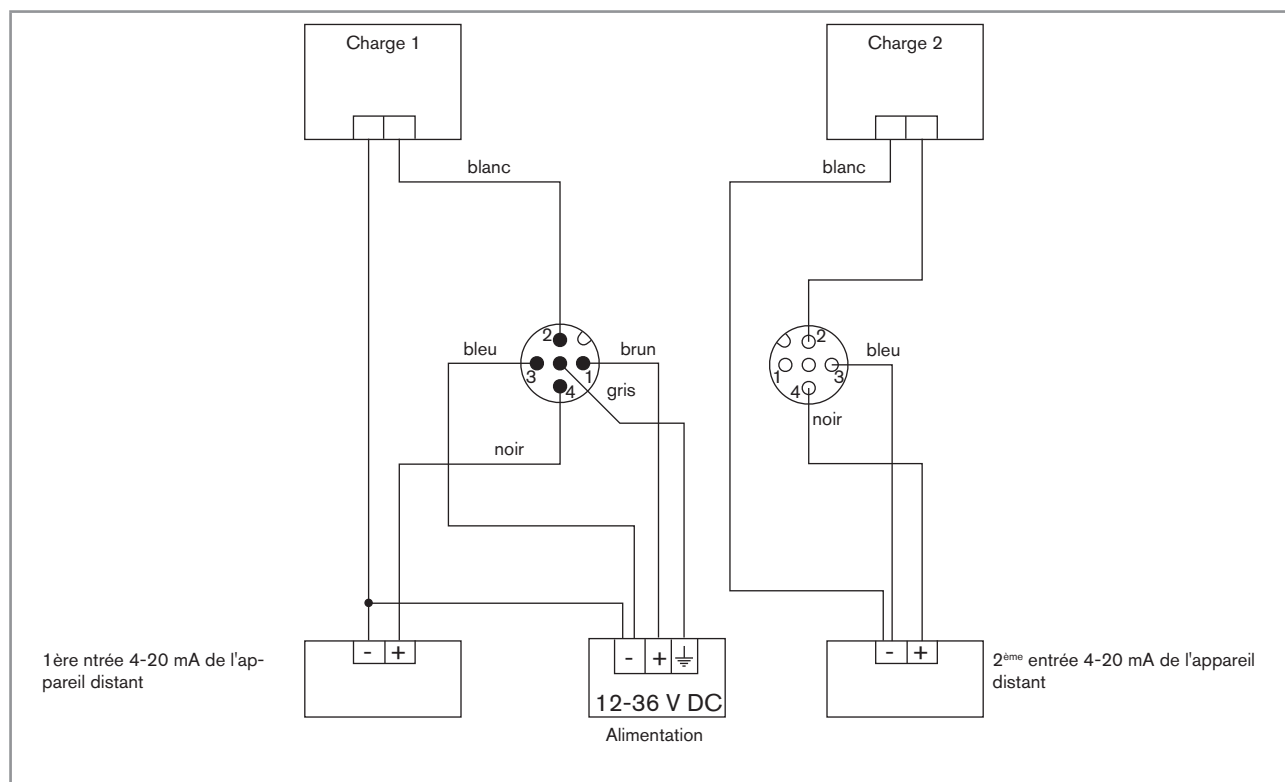 Charge 1
Charge 2
blanc
blanc
2
2
bleu
brun
bleu
3
1
1
3
4
gris
4
noir
noir
- +
- +
- +
1ère ntrée 4-20 mA de l'ap-
pareil distant
12-36 V DC
2ème entrée 4-20 mA de l'appareil
distant
Alimentation